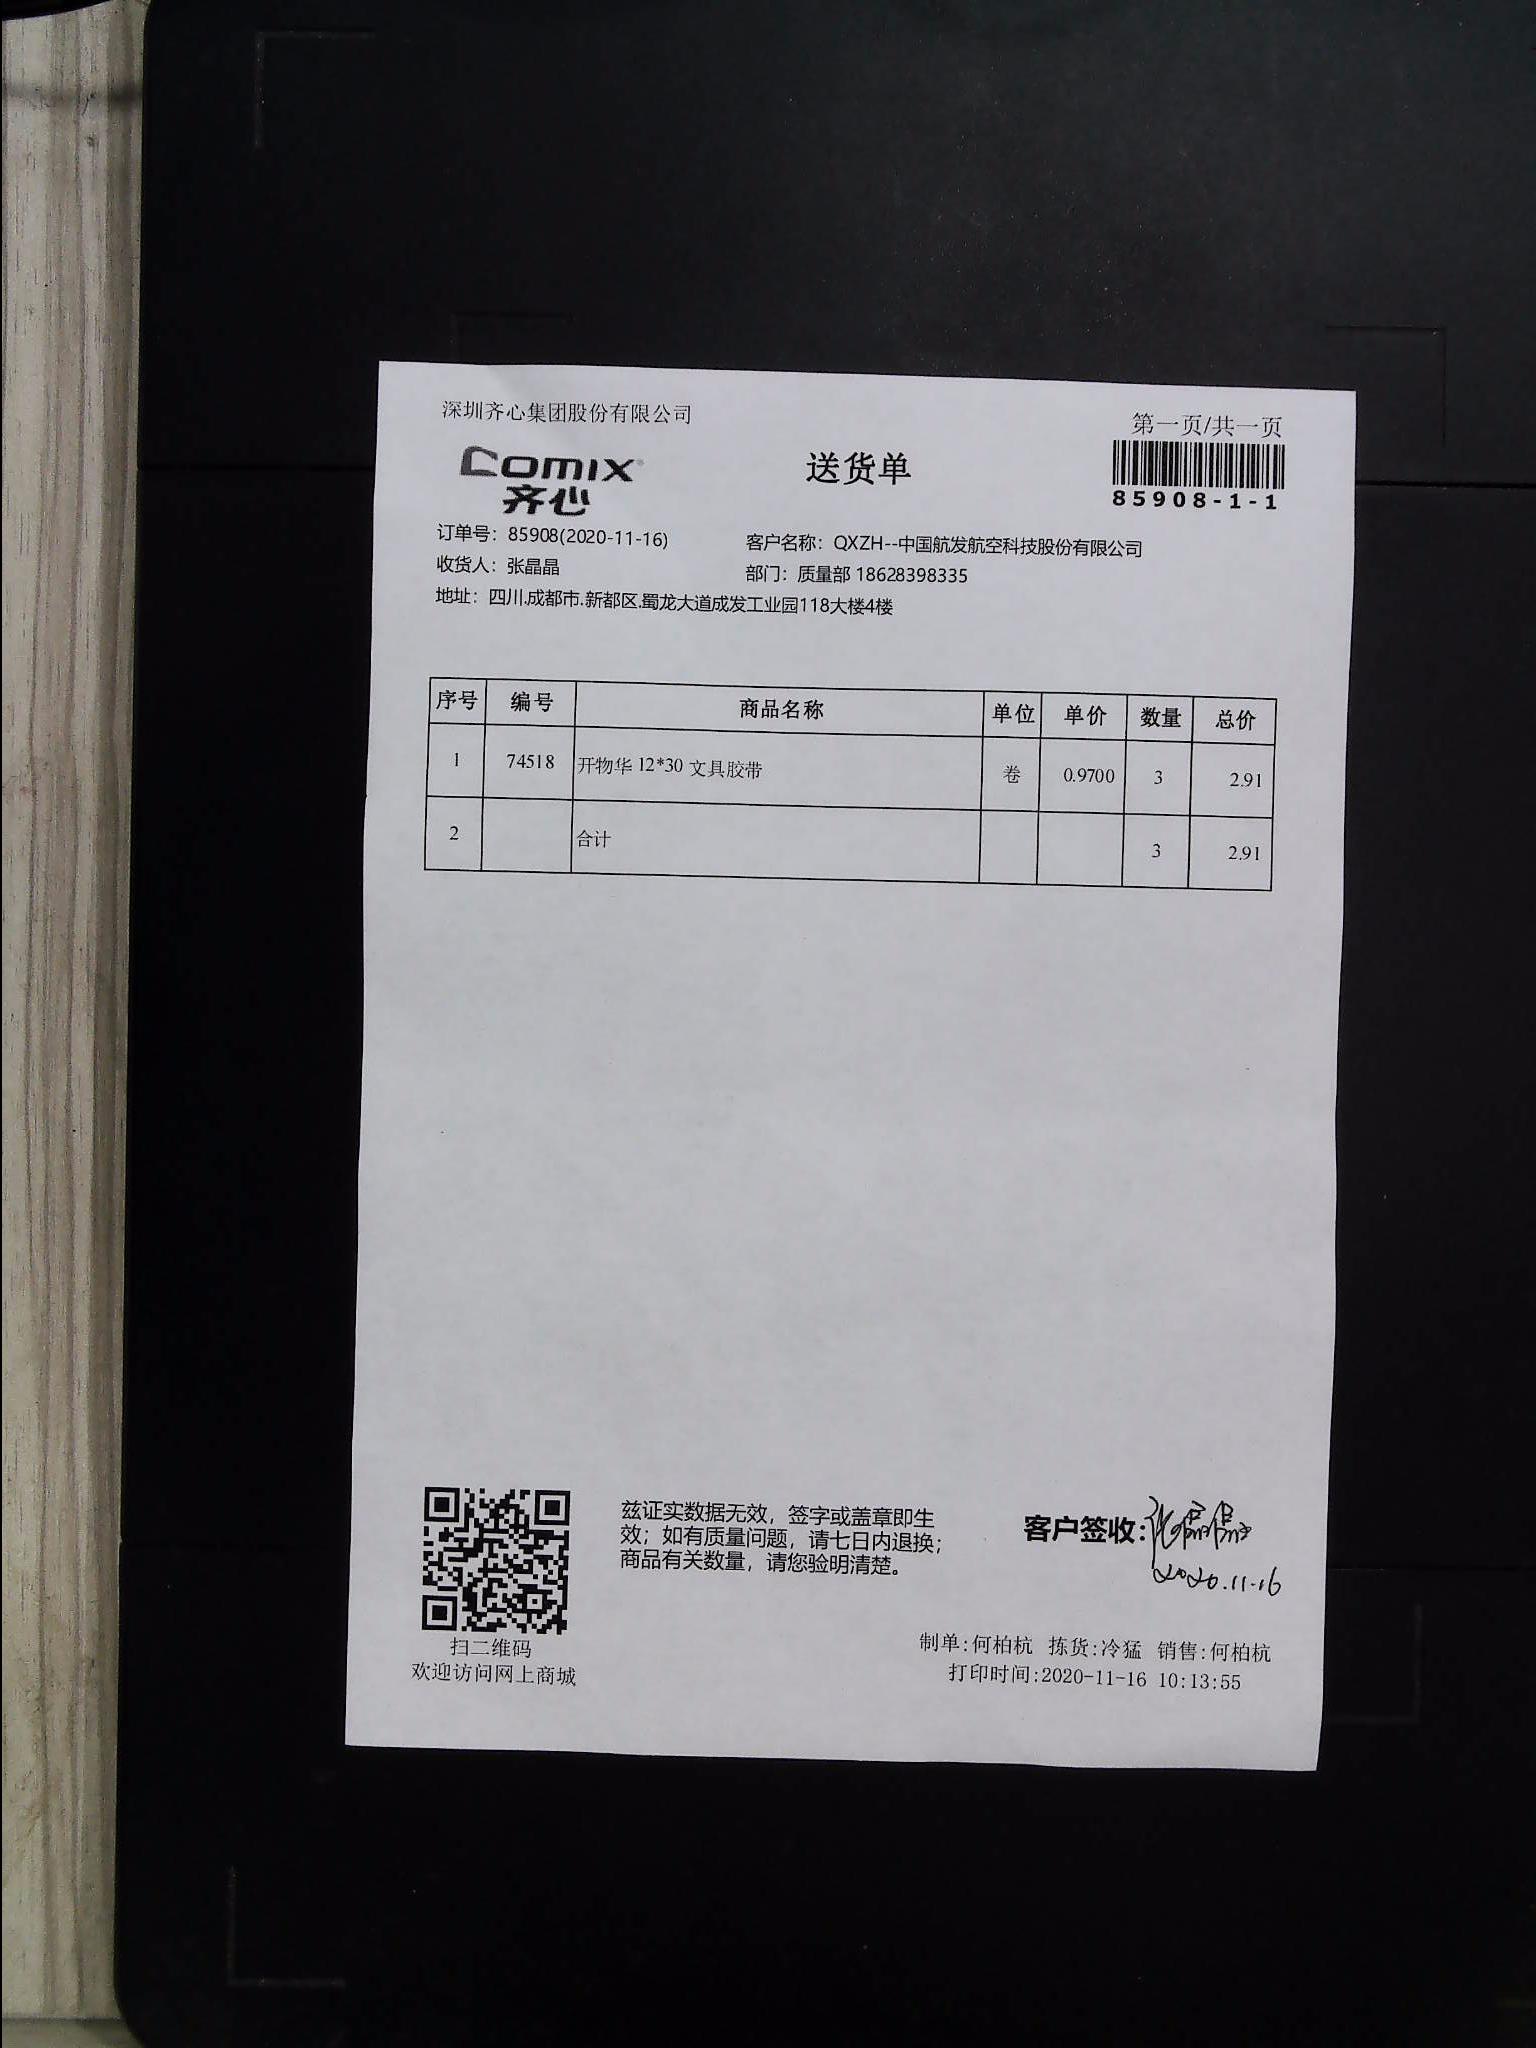 深圳齐心集团股份有限公司
第一页/共一页
COMIX
齐心
送货单
85908-1-1
订单号：85908(2020-11-16)
客户名称：QXZH--中国航发航空科技股份有限公司
收货人：张晶晶
部门：质量部 18628398335
地址：四川.成都市.新都区.蜀龙大道成发工业园118大楼4楼
序号 编号 商品名称 单位 单价 数量 总价
1 74518 开物华 12*30 文具胶带 卷 0.9700 3 2.91
2 合计 3 2.91
兹证实数据无效，签字或盖章即生
效；如有质量问题，请七日内退换；
商品有关数量，请您验明清楚。
客户签收：张晶晶
2020.11.16
扫二维码
欢迎访问网上商城
制单:何柏杭 拣货:冷猛 销售:何柏杭
打印时间:2020-11-16 10:13:55